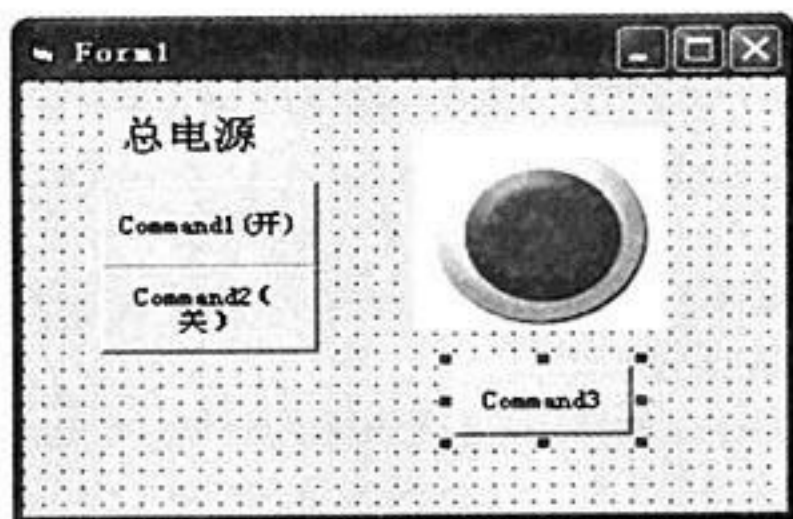 Form1
总电源
Command1(开)
Command2(
关)
Command3